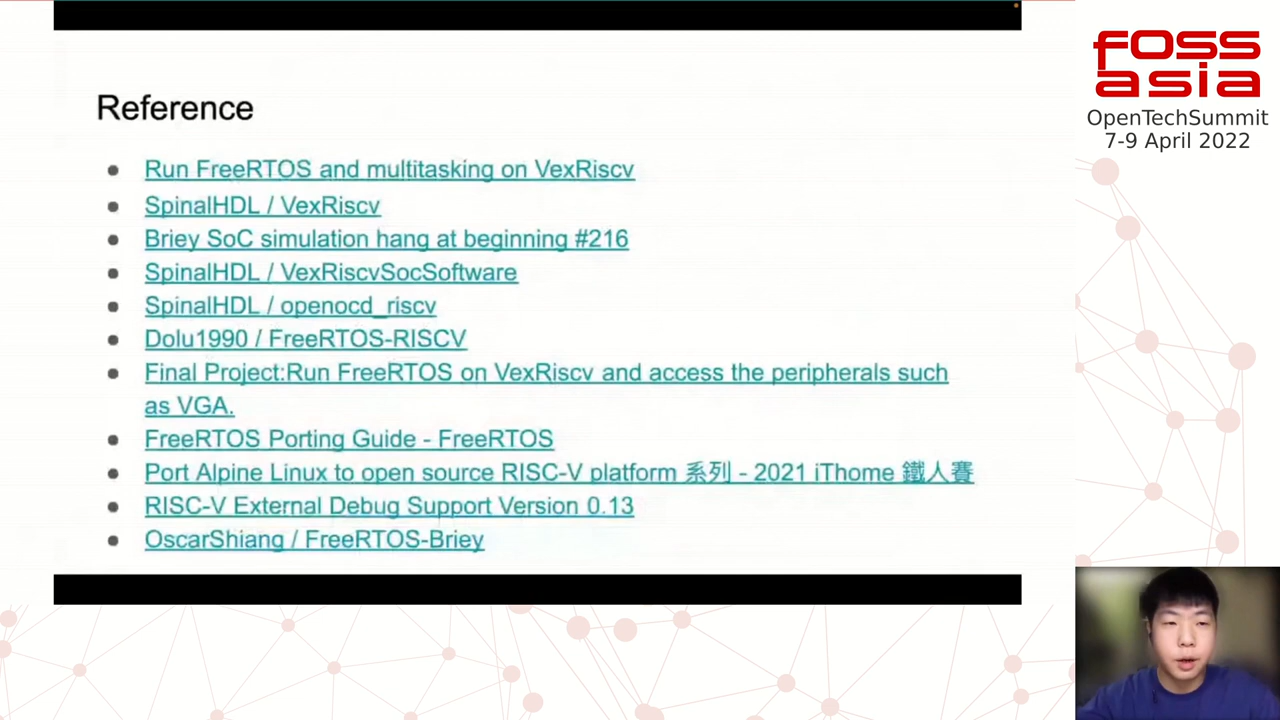 Reference
Run FreeRTOS and multitasking on VexRiscv
SpinalHDL / VexRiscv
Briey SoC simulation hang at beginning #216
SpinalHDL / VexRiscvSocSoftware
SpinalHDL / openocd_riscv
Dolu1990 / FreeRTOS-RISCV
Final Project:Run FreeRTOS on VexRiscv and access the peripherals such
as VGA.
FreeRTOS Porting Guide - FreeRTOS
Port Alpine Linux to open source RISC-V platform 系列 - 2021 iThome 鐵人賽
RISC-V External Debug Support Version 0.13
OscarShiang / FreeRTOS-Briey
FOSS
asia
OpenTechSummit
7-9 April 2022